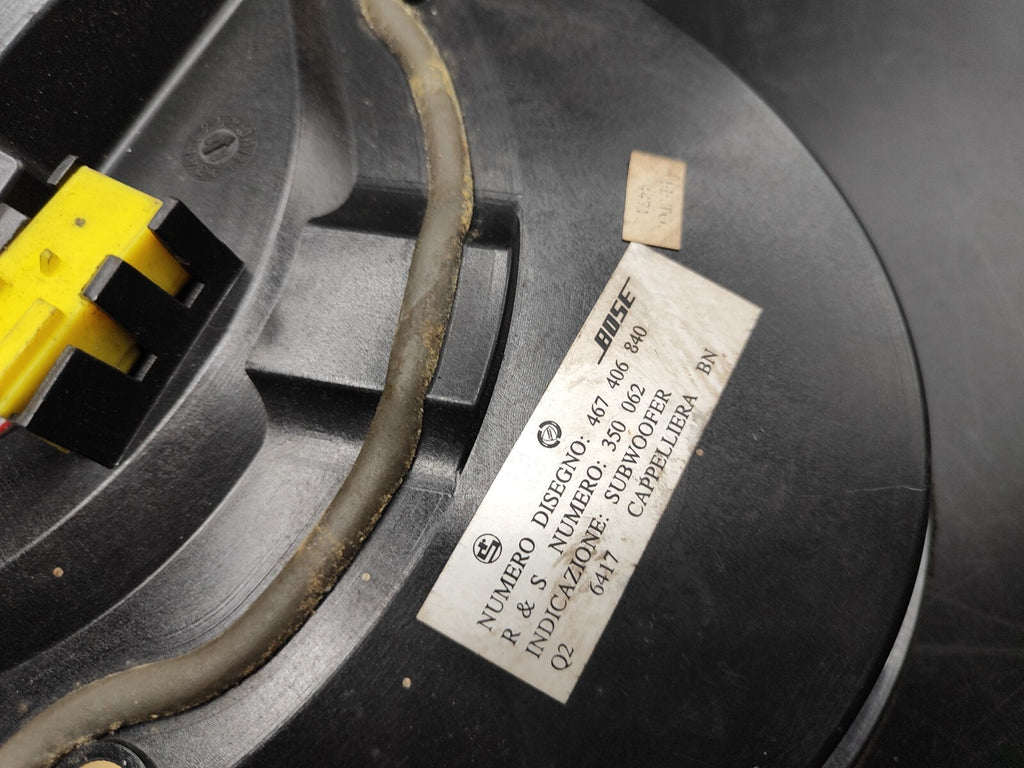 BOSE
NUMERO DISEGNO: 467 406 840
R & S NUMERO: 350 062
INDICAZIONE: SUBWOOFER
CAPPELLIERA BN
Q2 6417